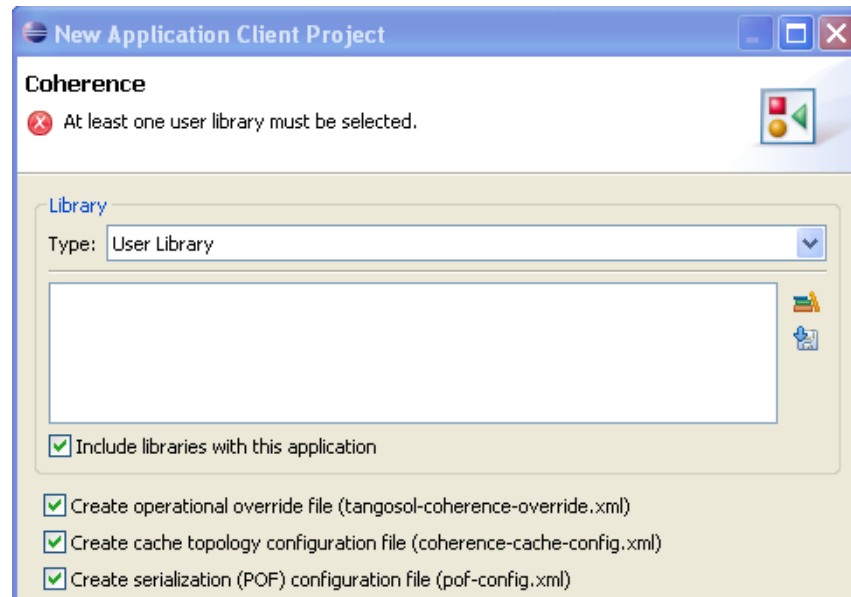 New Application Client Project
Coherence
At least one user library must be selected.
Library
Type: User Library
Include libraries with this application
Create operational override file (tangosol-coherence-override.xml)
Create cache topology configuration file (coherence-cache-config.xml)
Create serialization (POF) configuration file (pof-config.xml)